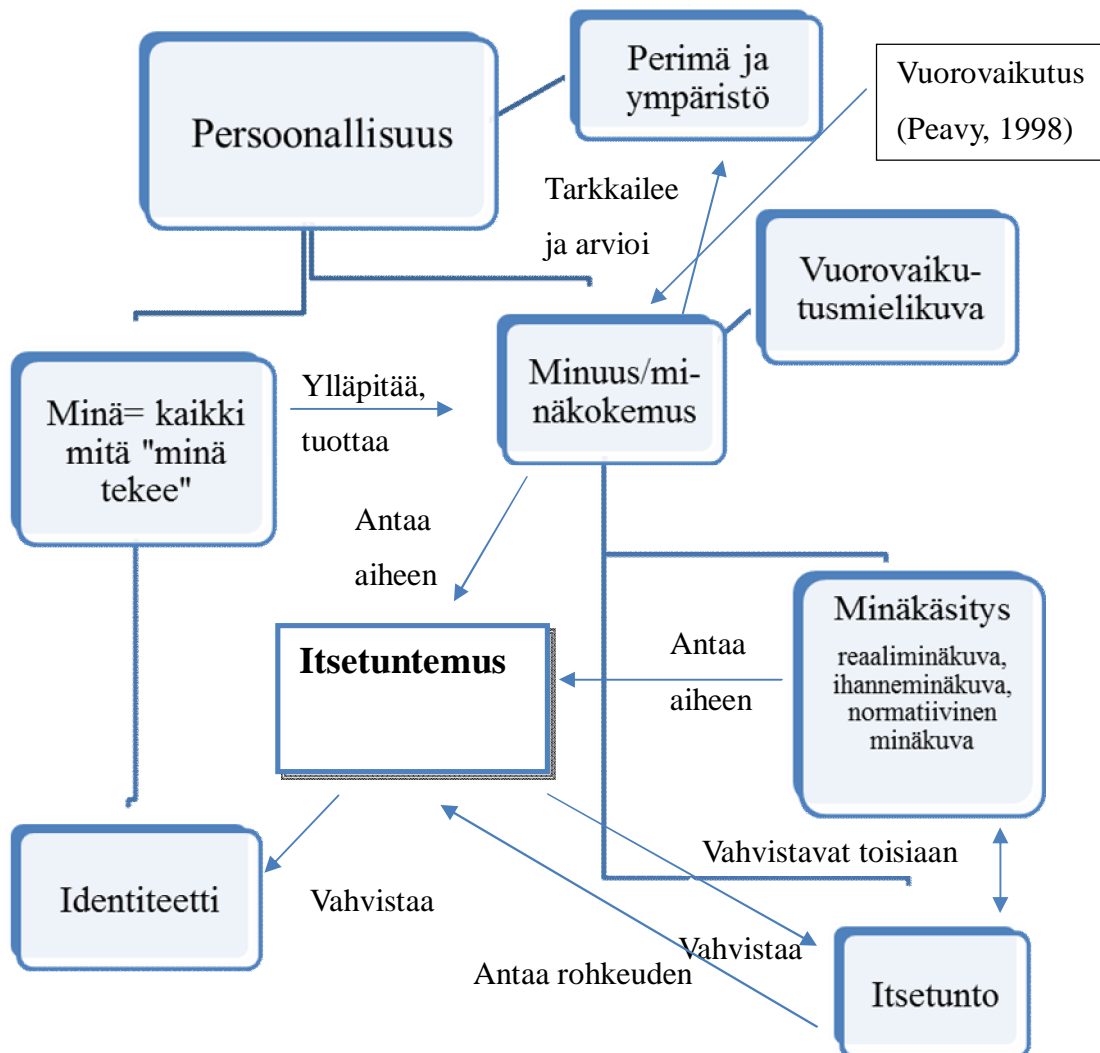 Persoonallisuus
Perimä ja
ympäristö
Vuorovaikutus
(Peavy, 1998)
Tarkkailee
ja arvioi
Vuorovaiku-
tusmielikuva
Minä= kaikki
mitä "minä
tekee"
Ylläpitää,
tuottaa
Minuus/mi-
näkokemus
Antaa
aiheen
Itsetuntemus
Antaa
aiheen
Minäkäsitys
reaaliminäkuva,
ihanneminäkuva,
normatiivinen
minäkuva
Identiteetti
Vahvistaa
Vahvistavat toisiaan
Vahvistaa
Antaa rohkeuden
Itsetunto